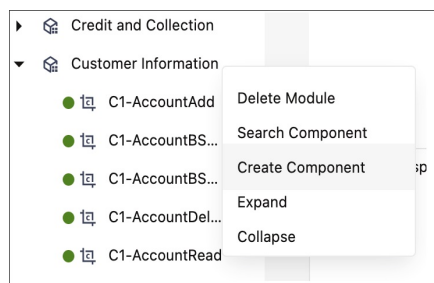 Credit and Collection
Customer Information
C1-AccountAdd
C1-AccountBS...
C1-AccountBS...
C1-AccountDel...
C1-AccountRead
Delete Module
Search Component
Create Component
Expand
Collapse
sp